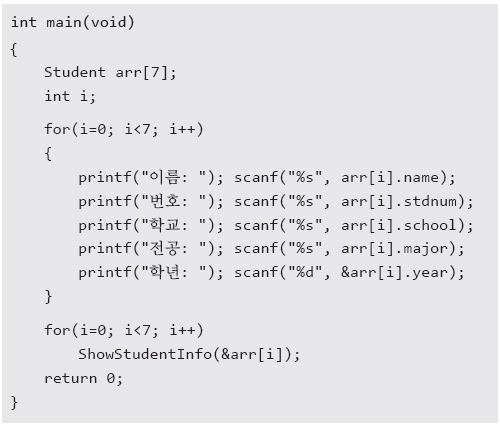 int main(void)
{
    Student arr[7];
    int i;
    for(i=0; i<7; i++)
    {
        printf("이름: "); scanf("%s", arr[i].name);
        printf("번호: "); scanf("%s", arr[i].stdnum);
        printf("학교: "); scanf("%s", arr[i].school);
        printf("전공: "); scanf("%s", arr[i].major);
        printf("학년: "); scanf("%d", &arr[i].year);
    }
    for(i=0; i<7; i++)
        ShowStudentInfo(&arr[i]);
    return 0;
}